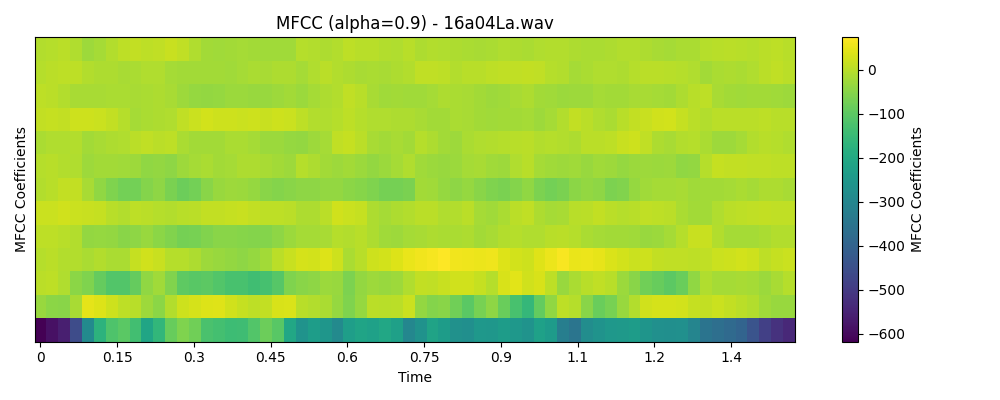 MFCC (alpha=0.9) - 16a04La.wav
MFCC Coefficients
0 0.15 0.3 0.45 0.6 0.75 0.9 1.1 1.2 1.4
Time
0
−100
−200
−300
−400
−500
−600
MFCC Coefficients